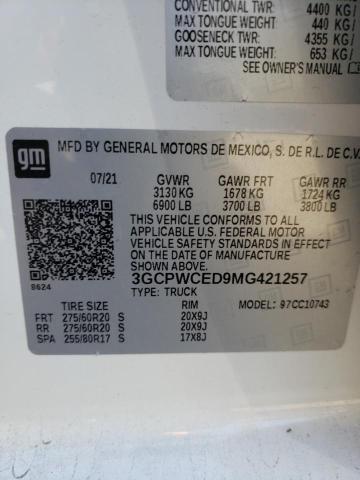 CONVENTIONAL TWR: 4400 KG/
MAX TONGUE WEIGHT: 440 KG/
GOOSENECK TWR: 4355 KG/
MAX TONGUE WEIGHT: 653 KG/
SEE OWNER'S MANUAL
gm
MFD BY GENERAL MOTORS DE MEXICO, S. DE R.L. DE C.V.
07/21 GVWR GAWR FRT GAWR RR
3130 KG 1678 KG 1724 KG
6900 LB 3700 LB 3800 LB
THIS VEHICLE CONFORMS TO ALL
APPLICABLE U.S. FEDERAL MOTOR
VEHICLE SAFETY AND THEFT
PREVENTION STANDARDS IN EFFECT
ON THE DATE OF MANUFACTURE
SHOWN ABOVE.
8624
3GCPWCED9MG421257
TYPE: TRUCK
TIRE SIZE RIM MODEL: 97CC10743
FRT 275/60R20 S 20X9J
RR 275/60R20 S 20X9J
SPA 255/80R17 S 17X8J